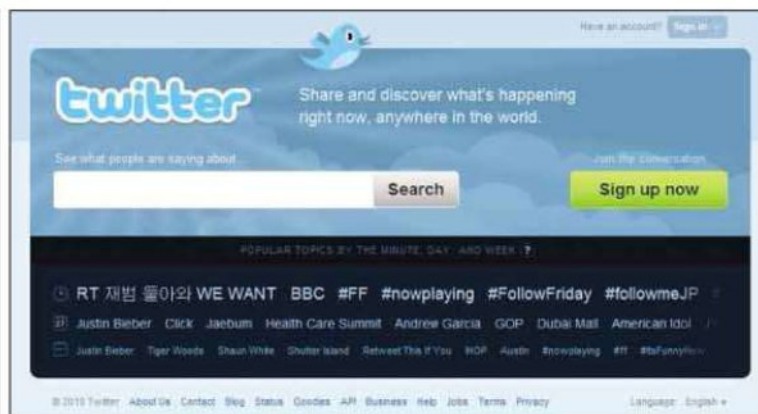 Have an account? Sign in
twitter
Share and discover what's happening
right now, anywhere in the world.
See what people are saying about...
Join the conversation
Search
Sign up now
POPULAR TOPICS BY THE MINUTE, DAY, AND WEEK ?
RT 재범 돌아와 WE WANT BBC #FF #nowplaying #FollowFriday #followmeJP
Justin Bieber Click Jaebum Health Care Summit Andrew Garcia GOP Dubai Mall American Idol
Justin Bieber Tiger Woods Shaun White Shutter Island Retweet This If You HOP Austin #nowplaying #ff
© 2010 Twitter About Us Contact Blog Status Goodies API Business Help Jobs Terms Privacy Language: English